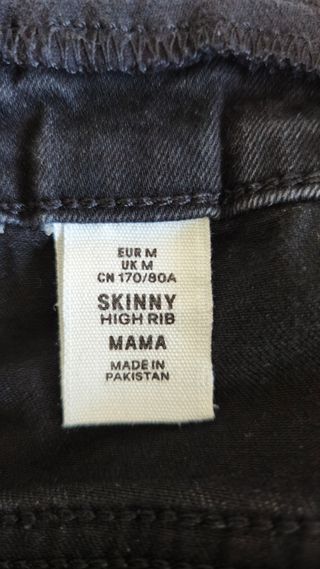 EUR M
UK M
CN 170/80A
SKINNY
HIGH RIB
MAMA
MADE IN
PAKISTAN